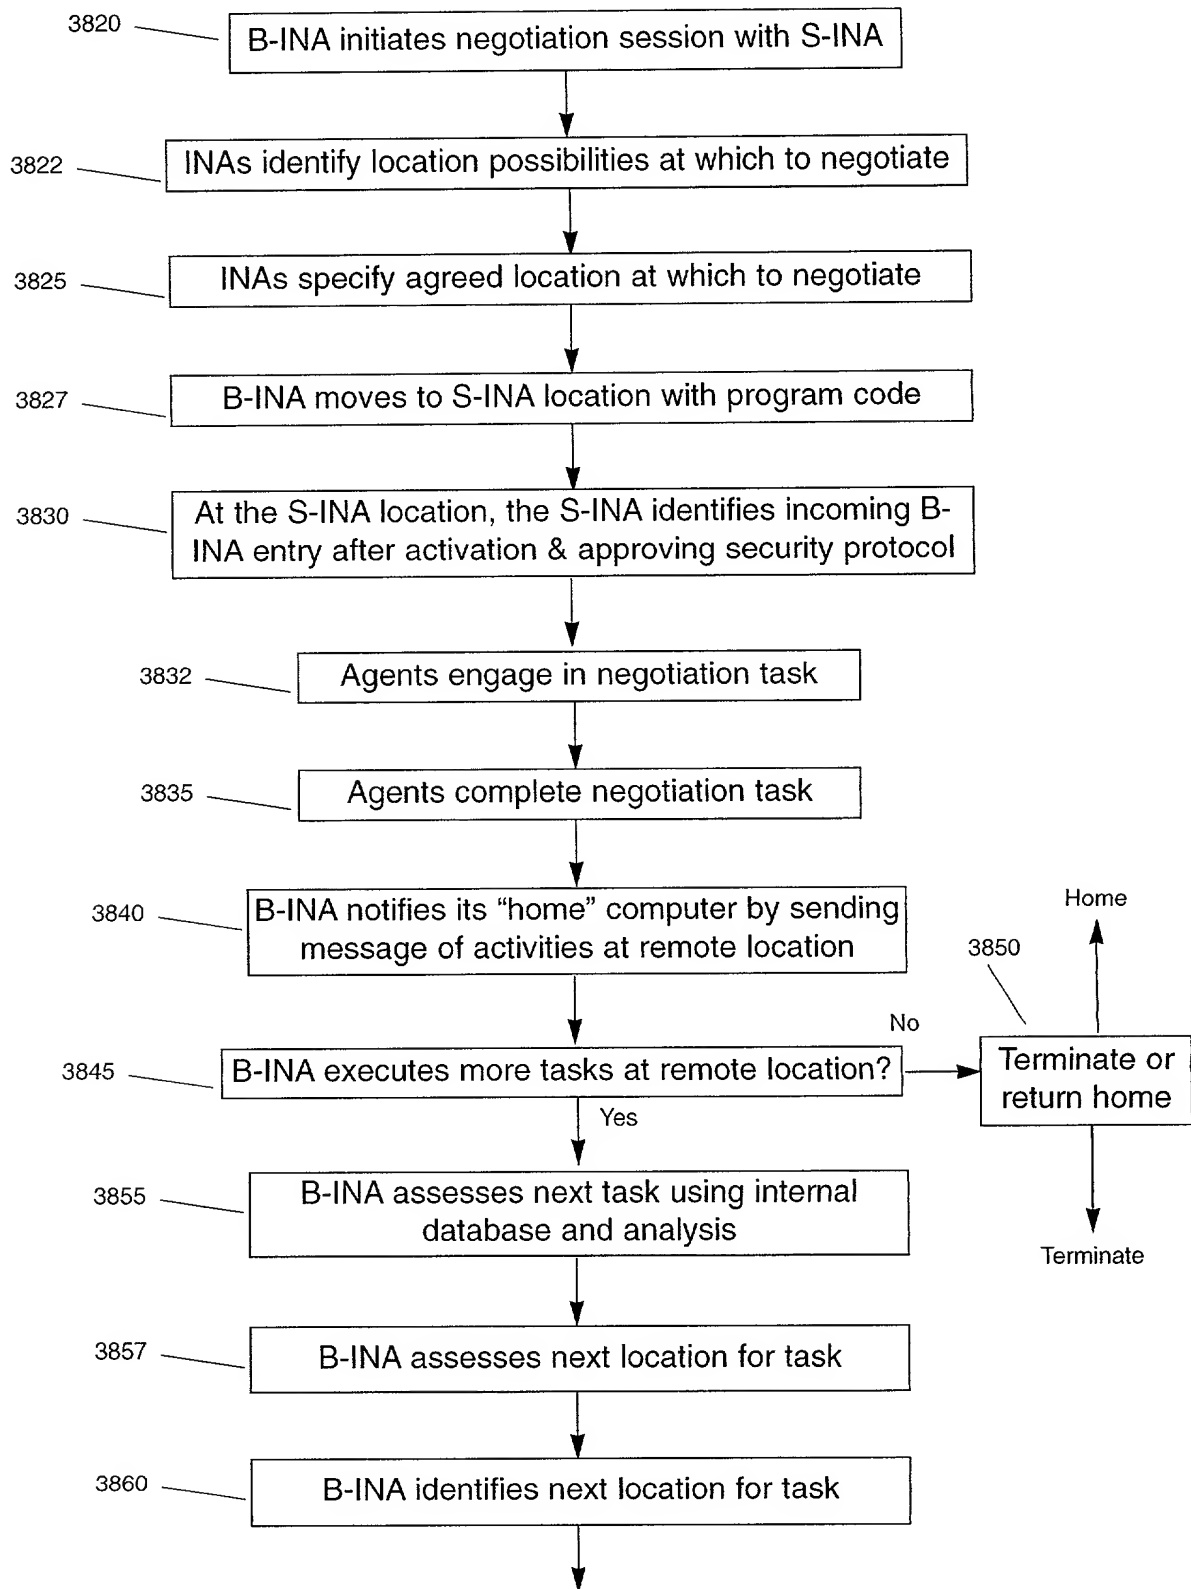 3820
B-INA initiates negotiation session with S-INA
3822
INAs identify location possibilities at which to negotiate
3825
INAs specify agreed location at which to negotiate
3827
B-INA moves to S-INA location with program code
3830
At the S-INA location, the S-INA identifies incoming B-
INA entry after activation & approving security protocol
3832
Agents engage in negotiation task
3835
Agents complete negotiation task
3840
B-INA notifies its “home” computer by sending
message of activities at remote location
Home
3850
No
3845
B-INA executes more tasks at remote location?
Terminate or
return home
Yes
Terminate
3855
B-INA assesses next task using internal
database and analysis
3857
B-INA assesses next location for task
3860
B-INA identifies next location for task